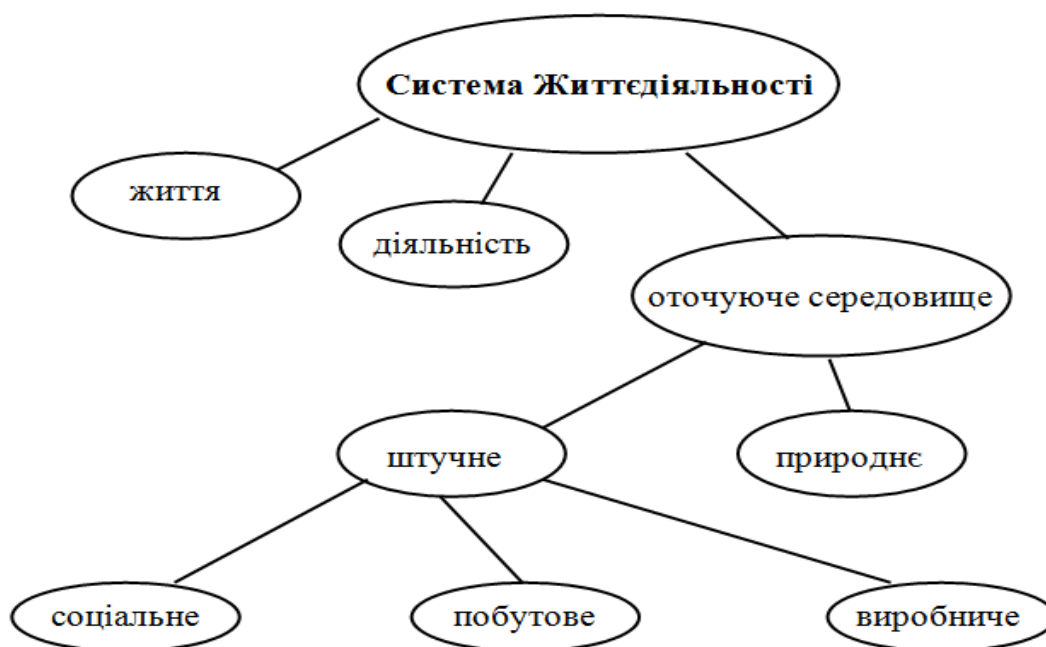 Система Життєдіяльності
життя
діяльність
оточуюче середовище
штучне
природнє
соціальне
побутове
виробниче